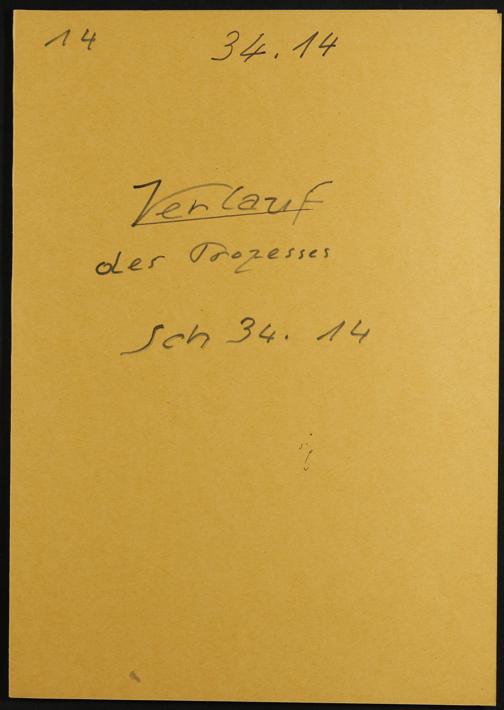 14
34.14
Verlauf
des Prozesses
Sch 34. 14